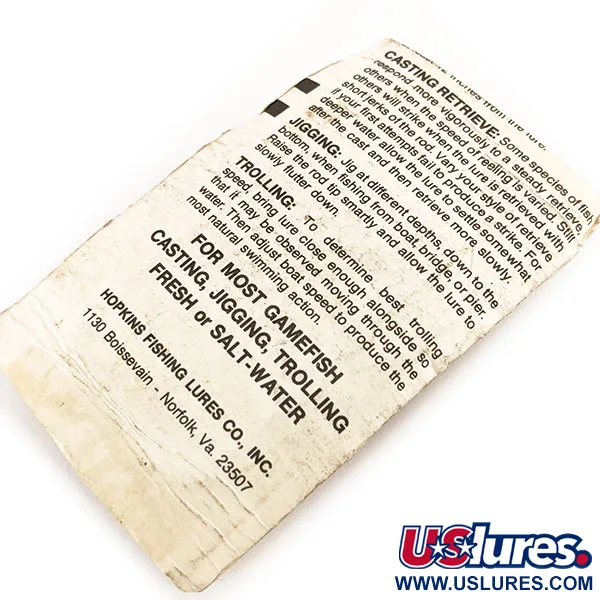 inches from the lure.
CASTING RETRIEVE: Some species of fish
respond more vigorously to a steady retrieve,
others when the speed of reeling is varied. Still
others will strike when the lure is retrieved with
short jerks of the rod. Vary your style of retrieve
if your first attempts fail to produce a strike. For
deeper water allow the lure to settle somewhat
after the cast and then retrieve more slowly.
JIGGING: Jig at different depths, down to the
bottom, when fishing from boat, bridge, or pier.
Raise the rod tip smartly and allow the lure to
slowly flutter down
TROLLING: To determine best trolling
speed, bring lure close enough alongside so
that it may be observed moving through the
water. Then adjust boat speed to produce the
most natural swimming action.
FOR MOST GAMEFISH
CASTING, JIGGING, TROLLING
FRESH or SALT-WATER
HOPKINS FISHING LURES CO., INC.
1130 Boissevain - Norfolk, Va. 23507
USlures.
WWW.USLURES.COM